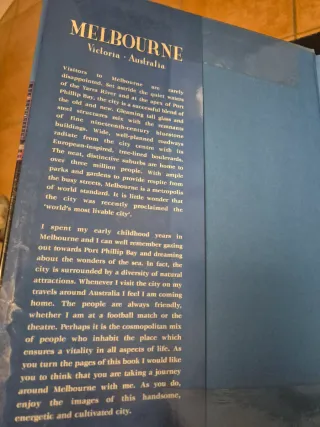 MELBOURNE
Victoria · Australia
Visitors to Melbourne are rarely
disappointed. Set astride the quiet waters
of the Yarra River and at the apex of Port
Phillip Bay, the city is a successful blend of
the old and new. Gleaming tall glass and
steel structures mix with the remnants
of fine nineteenth-century bluestone
buildings. Wide, well-planned roadways
radiate from the city centre with its
European-inspired, tree-lined boulevards.
The neat, distinctive suburbs are home to
over three million people. With ample
parks and gardens to provide respite from
the busy streets, Melbourne is a metropolis
of world standard. It is little wonder that
the city was recently proclaimed the
'world's most livable city'.
I spent my early childhood years in
Melbourne and I can well remember gazing
out towards Port Phillip Bay and dreaming
about the wonders of the sea. In fact, the
city is surrounded by a diversity of natural
attractions. Whenever I visit the city on my
travels around Australia I feel I am coming
home. The people are always friendly,
whether I am at a football match or the
theatre. Perhaps it is the cosmopolitan mix
of people who inhabit the place which
ensures a vitality in all aspects of life. As
you turn the pages of this book I would like
you to think that you are taking a journey
around Melbourne with me. As you do,
enjoy the images of this handsome,
energetic and cultivated city.